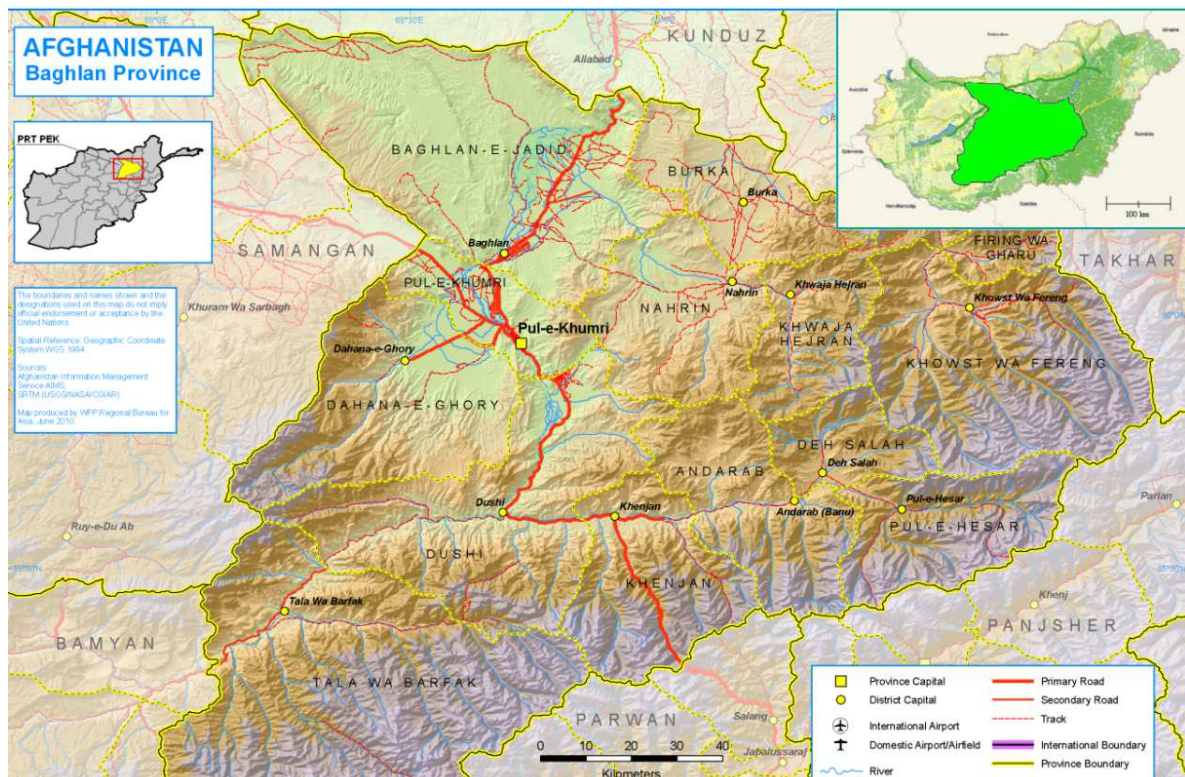 AFGHANISTAN
Baghlan Province
PRT PEK
The boundaries and names shown and the
designations used on this map do not imply
official endorsement or acceptance by the
United Nations.
Spatial Reference: Geographic Coordinate
System WGS 1984
Sources:
Afghanistan Information Management
Service AIMS,
SRTM (USGS/NASA/CGIAR)
Map produced by WFP Regional Bureau for
Asia, June 2010
KUNDUZ
Aliabad
BAGHLAN-E-JADID
BURKA
Burka
SAMANGAN
Baghlan
PUL-E-KHUMRI
FIRING WA
GHARU
TAKHAR
Nahrin
Khwaja Hejran
Khowst Wa Fereng
Khuram Wa Sarbagh
NAHRIN
Pul-e-Khumri
KHWAJA
HEJRAN
Dahana-e-Ghory
KHOWST WA FERENG
DAHANA-E-GHORY
DEH SALAH
ANDARAB
Deh Salah
Dushi
Khenjan
Andarab (Banu)
Pul-e-Hesar
Parian
PUL-E-HESAR
Ruy-e-Du Ab
DUSHI
KHENJAN
Tala Wa Barfak
Khenj
BAMYAN
PANJSHER
TALA WA BARFAK
PARWAN
Salang
Jabalussaraj
0 10 20 30 40
Kilometers
Province Capital
District Capital
International Airport
Domestic Airport/Airfield
River
Primary Road
Secondary Road
Track
International Boundary
Province Boundary
100 km